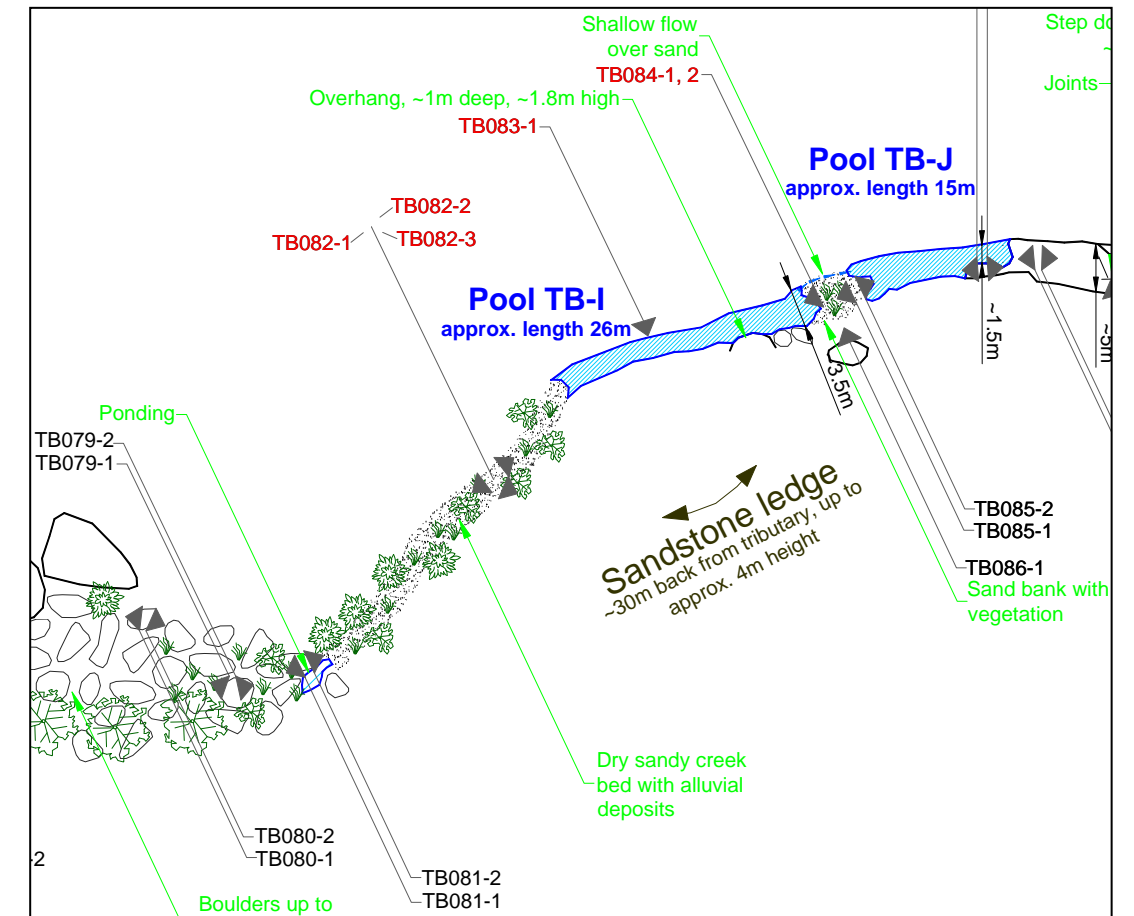 Shallow flow
over sand
TB084-1, 2
Step do
~
Joints
Overhang, ~1m deep, ~1.8m high
TB083-1
Pool TB-J
approx. length 15m
TB082-2
TB082-1
TB082-3
Pool TB-I
approx. length 26m
~1.5m
~5m
3.5m
Ponding
TB079-2
TB079-1
Sandstone ledge
~30m back from tributary, up to
approx. 4m height
TB085-2
TB085-1
TB086-1
Sand bank with
vegetation
Dry sandy creek
bed with alluvial
deposits
TB080-2
TB080-1
-2
TB081-2
TB081-1
Boulders up to